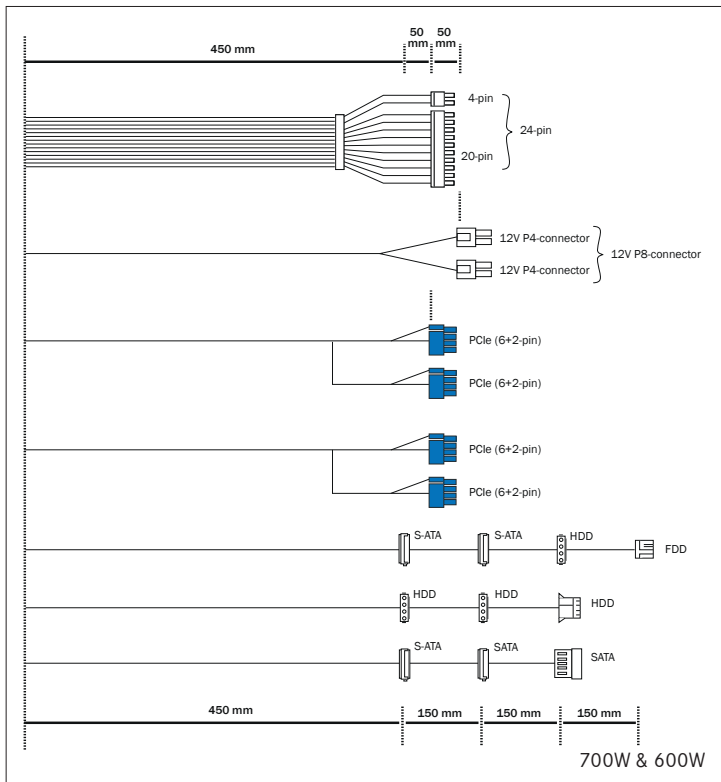 450 mm
50 mm
50 mm
4-pin
24-pin
20-pin
12V P4-connector
12V P8-connector
12V P4-connector
PCIe (6+2-pin)
PCIe (6+2-pin)
PCIe (6+2-pin)
PCIe (6+2-pin)
S-ATA S-ATA HDD
FDD
HDD HDD
HDD
S-ATA SATA
SATA
450 mm 150 mm 150 mm 150 mm
700W & 600W